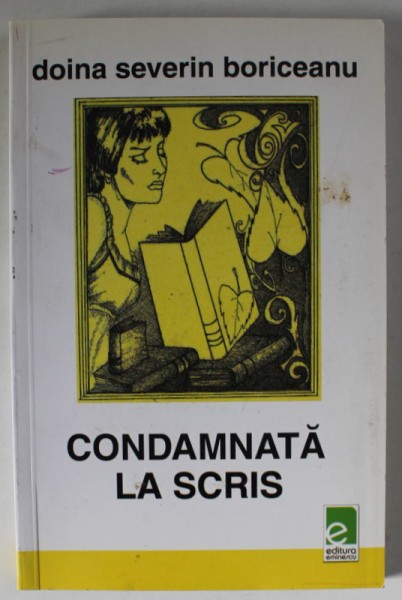 doina severin boriceanu
CONDAMNATĂ
LA SCRIS
e
editura
eminescu